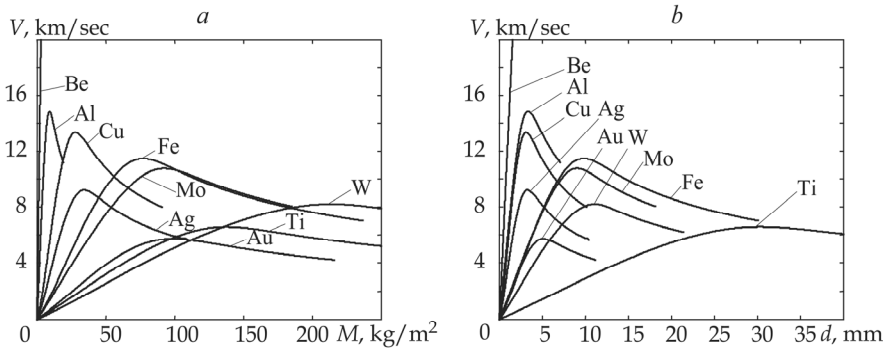 a
V, km/sec
16
12
8
4
0
50
100
150
200
M, kg/m²
Be
Al
Cu
Fe
Mo
W
Ag
Ti
Au
b
V, km/sec
16
12
8
4
0
5
10
15
20
25
30
35
d, mm
Be
Al
Cu
Ag
Au
W
Mo
Fe
Ti